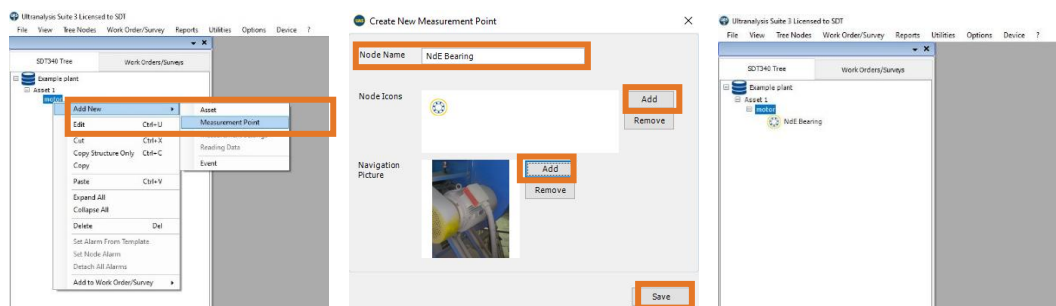 Ultranalysis Suite 3 Licensed to SDT
File View Tree Nodes Work Order/Survey Reports Utilities Options Device ?
SDT340 Tree Work Orders/Surveys
Example plant
Asset 1
motor
Add New
Edit Ctrl+U
Cut Ctrl+X
Copy Structure Only Ctrl+C
Copy
Paste Ctrl+V
Expand All
Collapse All
Delete Del
Set Alarm From Template
Set Node Alarm
Detach All Alarms
Add to Work Order/Survey
Asset
Measurement Point
Reading Data
Event
Create New Measurement Point
Node Name NdE Bearing
Node Icons
Add
Remove
Navigation
Picture
Add
Remove
Save
Ultranalysis Suite 3 Licensed to SDT
File View Tree Nodes Work Order/Survey Reports Utilities Options Device ?
SDT340 Tree Work Orders/Surveys
Example plant
Asset 1
motor
NdE Bearing